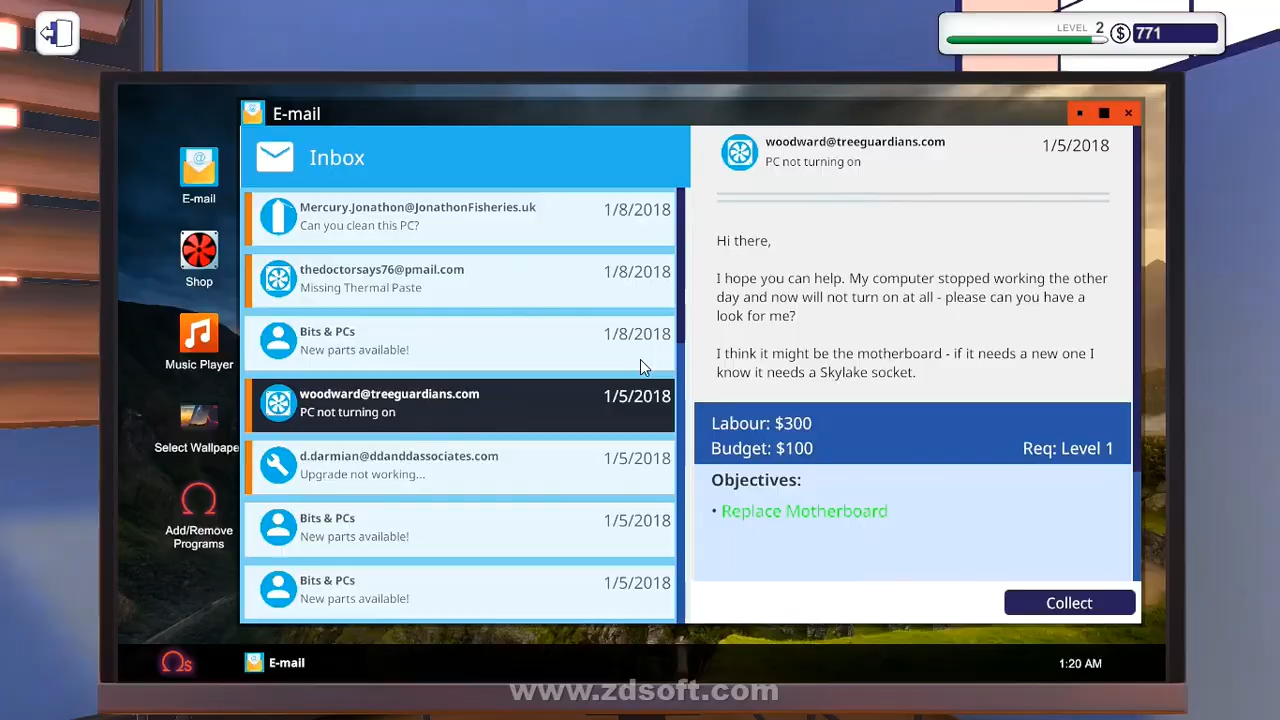 LEVEL 2 $ 771
E-mail
Inbox
Mercury.Jonathon@JonathonFisheries.uk 1/8/2018
Can you clean this PC?
thedoctorsays76@pmail.com 1/8/2018
Missing Thermal Paste
Bits & PCs 1/8/2018
New parts available!
woodward@treeguardians.com 1/5/2018
PC not turning on
d.darmian@ddanddassociates.com 1/5/2018
Upgrade not working...
Bits & PCs 1/5/2018
New parts available!
Bits & PCs 1/5/2018
New parts available!
woodward@treeguardians.com 1/5/2018
PC not turning on
Hi there,
I hope you can help. My computer stopped working the other
day and now will not turn on at all - please can you have a
look for me?
I think it might be the motherboard - if it needs a new one I
know it needs a Skylake socket.
Labour: $300
Budget: $100 Req: Level 1
Objectives:
• Replace Motherboard
Collect
E-mail
Shop
Music Player
Select Wallpape
Add/Remove
Programs
Ωs E-mail 1:20 AM
www.zdsoft.com